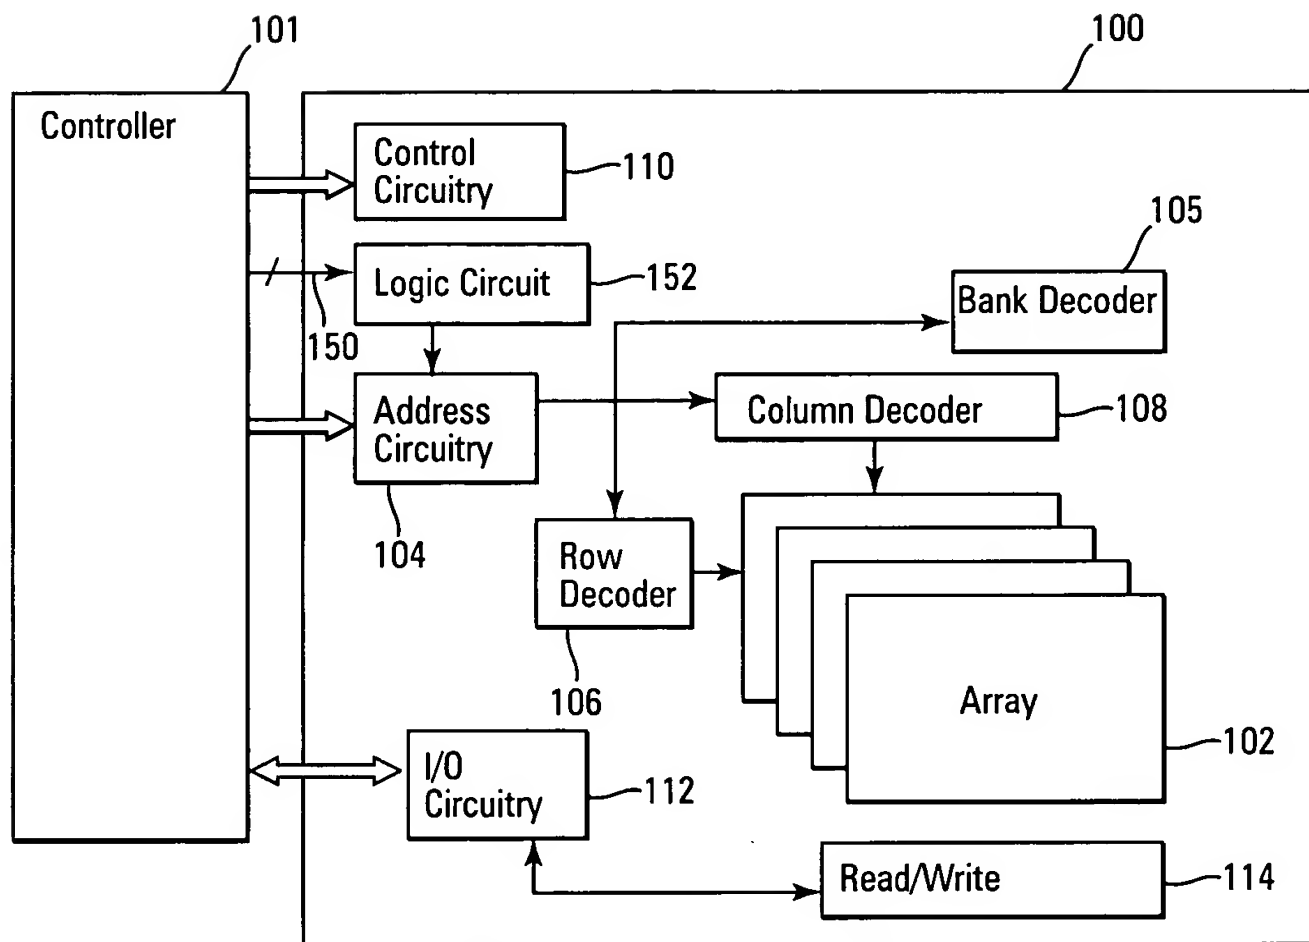 101
100
Controller
Control
Circuitry
110
105
Logic Circuit
152
Bank Decoder
150
Address
Circuitry
Column Decoder
108
104
Row
Decoder
106
Array
102
I/O
Circuitry
112
Read/Write
114